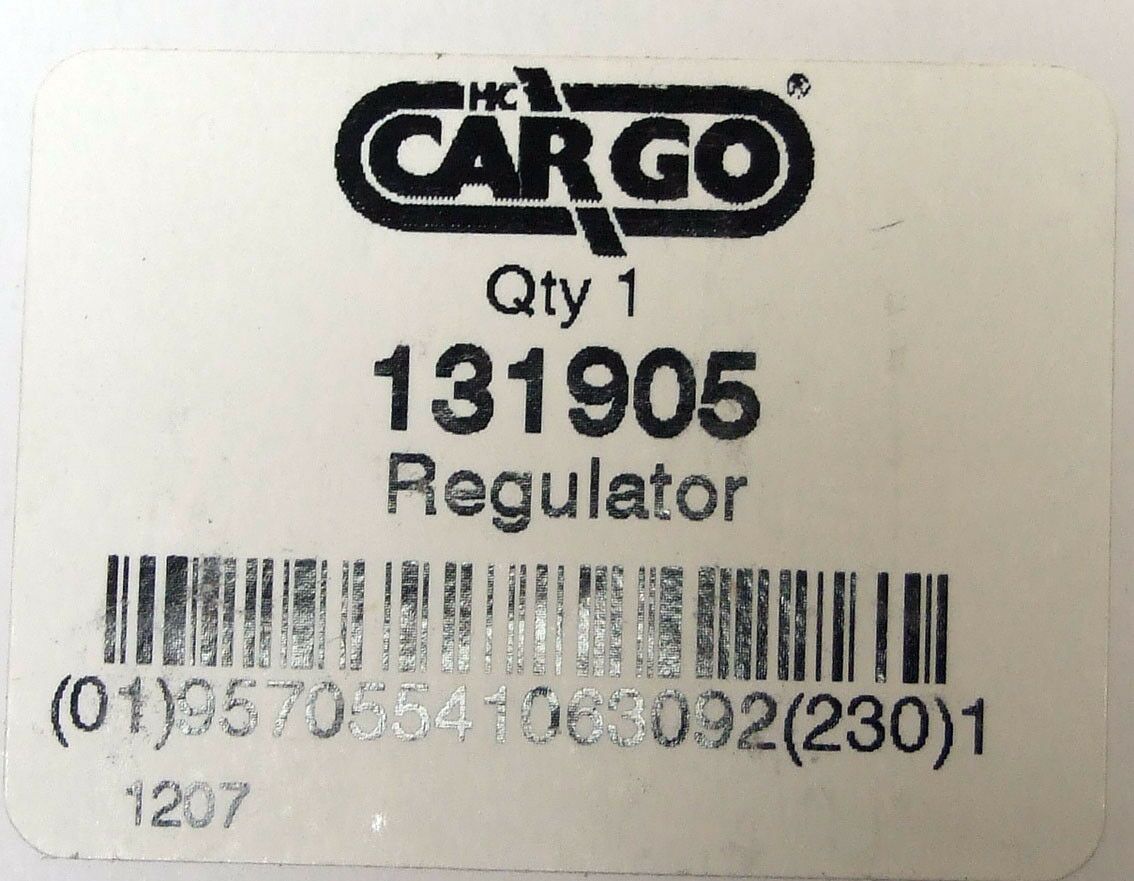 HC
CARGO®
Qty 1
131905
Regulator
(01)95705541063092(230)1
1207